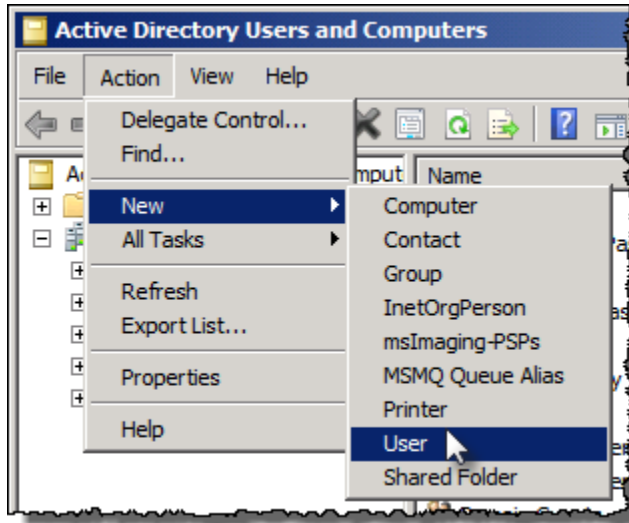 Active Directory Users and Computers
File Action View Help
Delegate Control...
Find...
New
All Tasks
Refresh
Export List...
Properties
Help
Name
Computer
Contact
Group
InetOrgPerson
msImaging-PSPs
MSMQ Queue Alias
Printer
User
Shared Folder